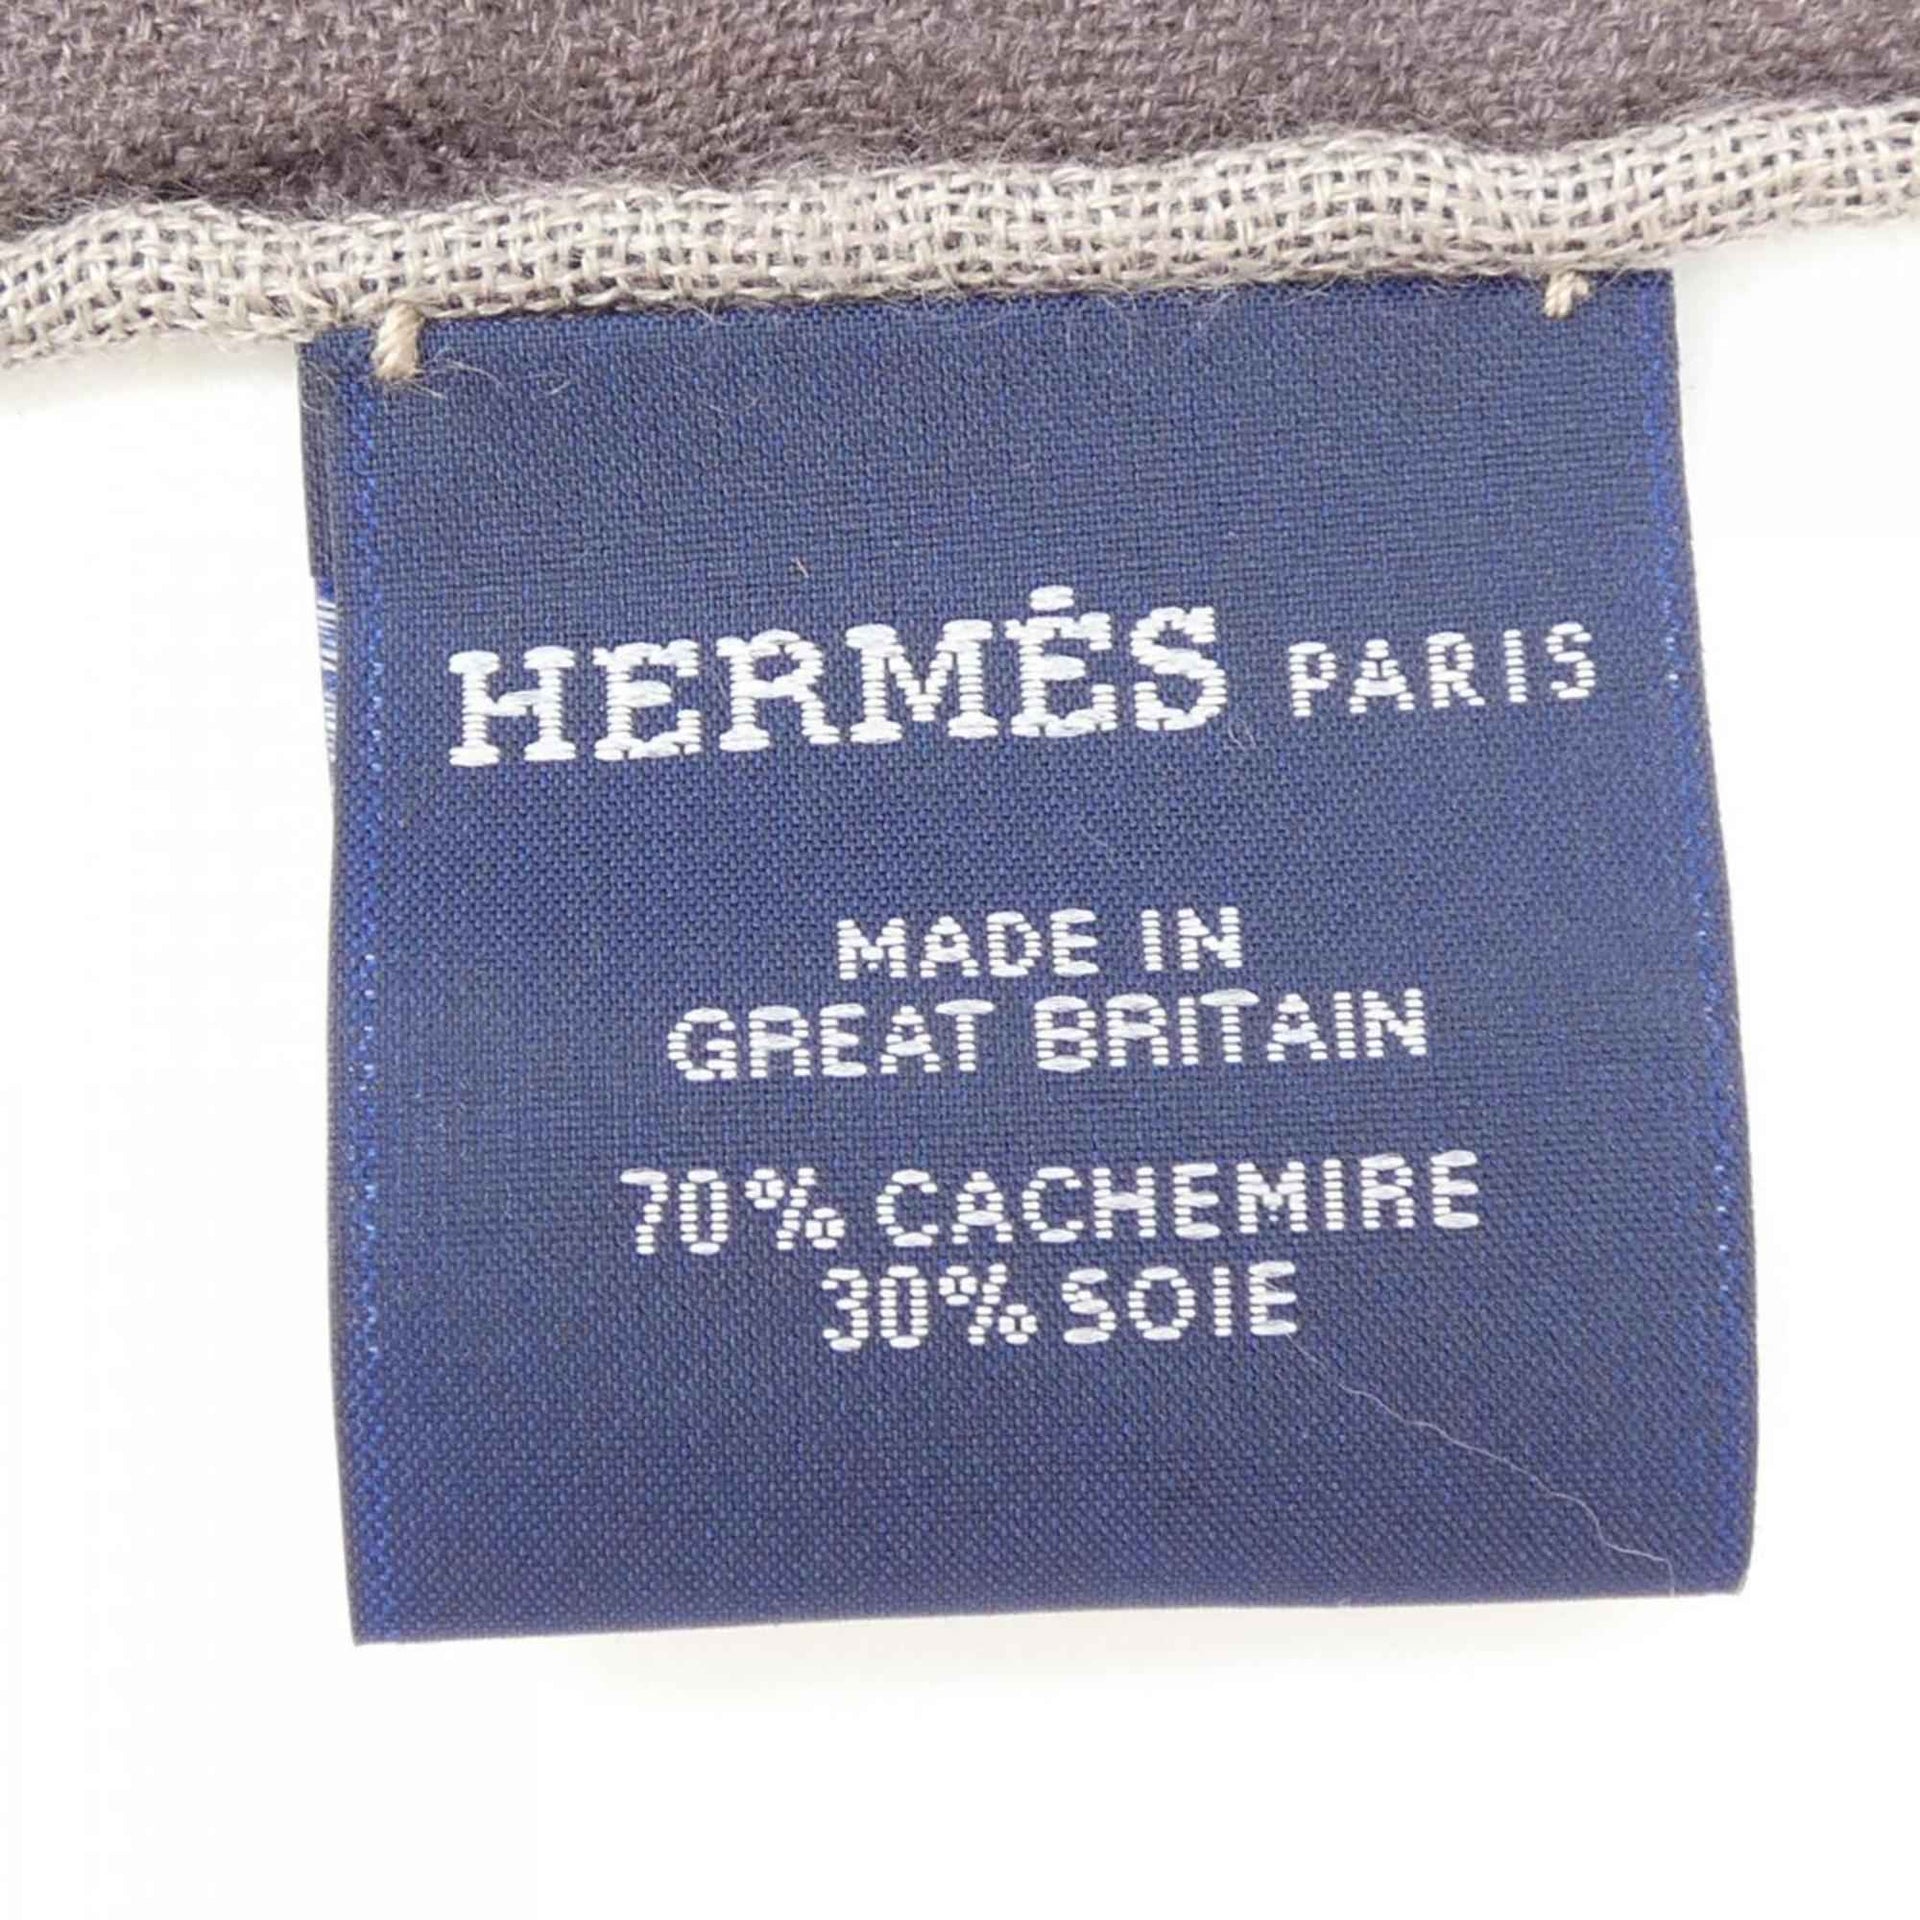 HERMÈS PARIS
MADE IN
GREAT BRITAIN
70% CACHEMIRE
30% SOIE